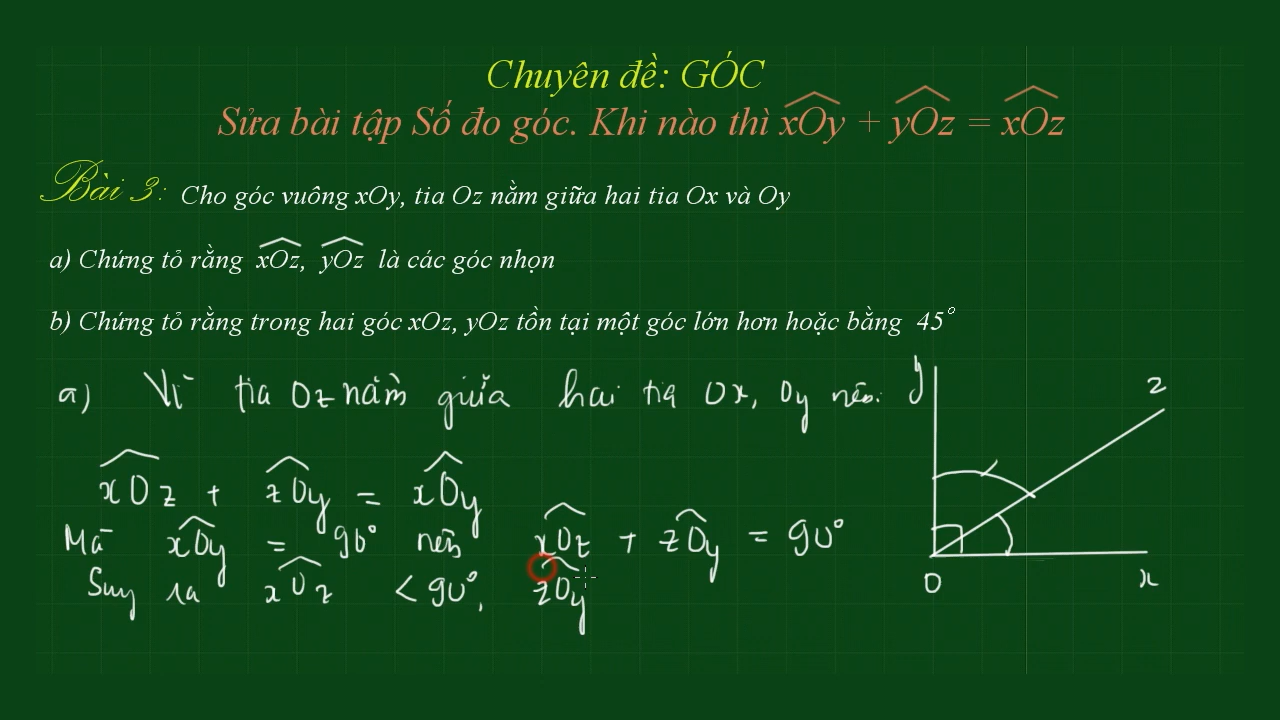 Chuyên đề: GÓC
Sửa bài tập Số đo góc. Khi nào thì xOy + yOz = xOz
Bài 3: Cho góc vuông xOy, tia Oz nằm giữa hai tia Ox và Oy
a) Chứng tỏ rằng xOz, yOz là các góc nhọn
b) Chứng tỏ rằng trong hai góc xOz, yOz tồn tại một góc lớn hơn hoặc bằng 45°
a) Vì tia Oz nằm giữa hai tia Ox, Oy nên:
xOz + zOy = xOy
Mà xOy = 90° nên xOz + zOy = 90°
Suy ra xOz < 90°, zOy
y
z
O
x